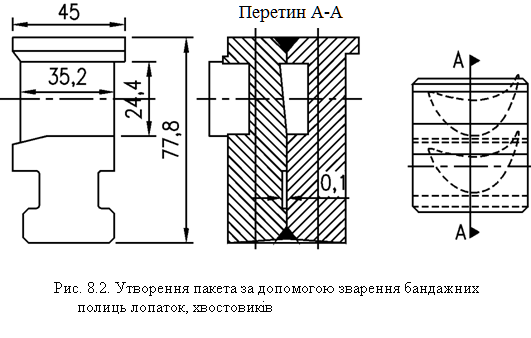 Перетин А-А
45
35,2
24,4
77,8
0,1
А
А
Рис. 8.2. Утворення пакета за допомогою зварення бандажних
полиць лопаток, хвостовиків